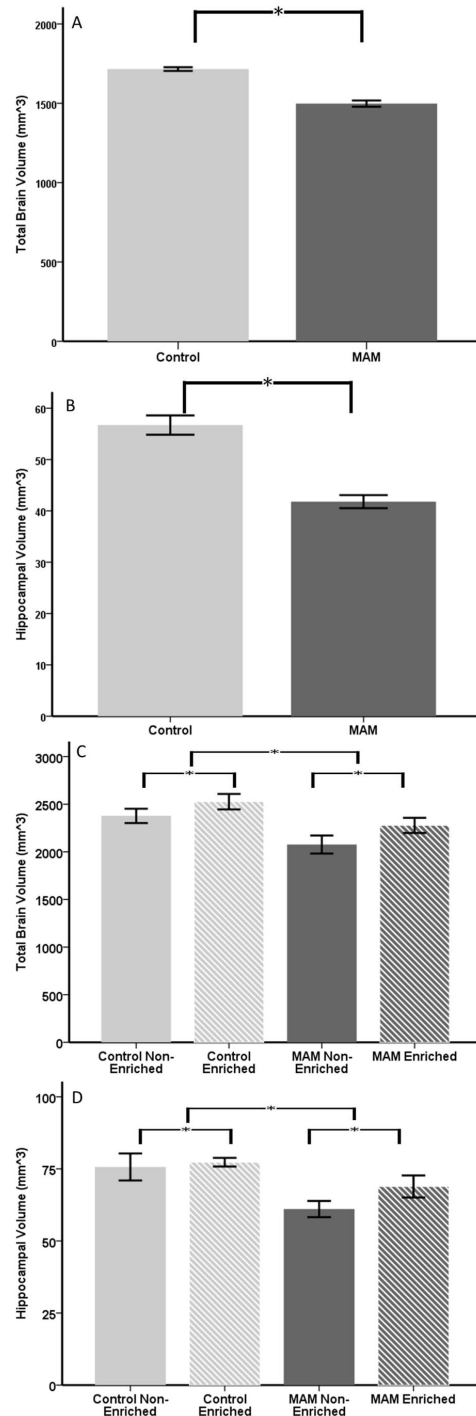 A
*
Total Brain Volume (mm^3)
2000
1500
1000
500
0
Control
MAM
B
*
Hippocampal Volume (mm^3)
60
50
40
30
20
10
0
Control
MAM
C
*
*
*
Total Brain Volume (mm^3)
3000
2500
2000
1500
1000
500
0
Control Non-
Enriched
Control
Enriched
MAM Non-
Enriched
MAM Enriched
D
*
*
*
Hippocampal Volume (mm^3)
100
75
50
25
0
Control Non-
Enriched
Control
Enriched
MAM Non-
Enriched
MAM Enriched